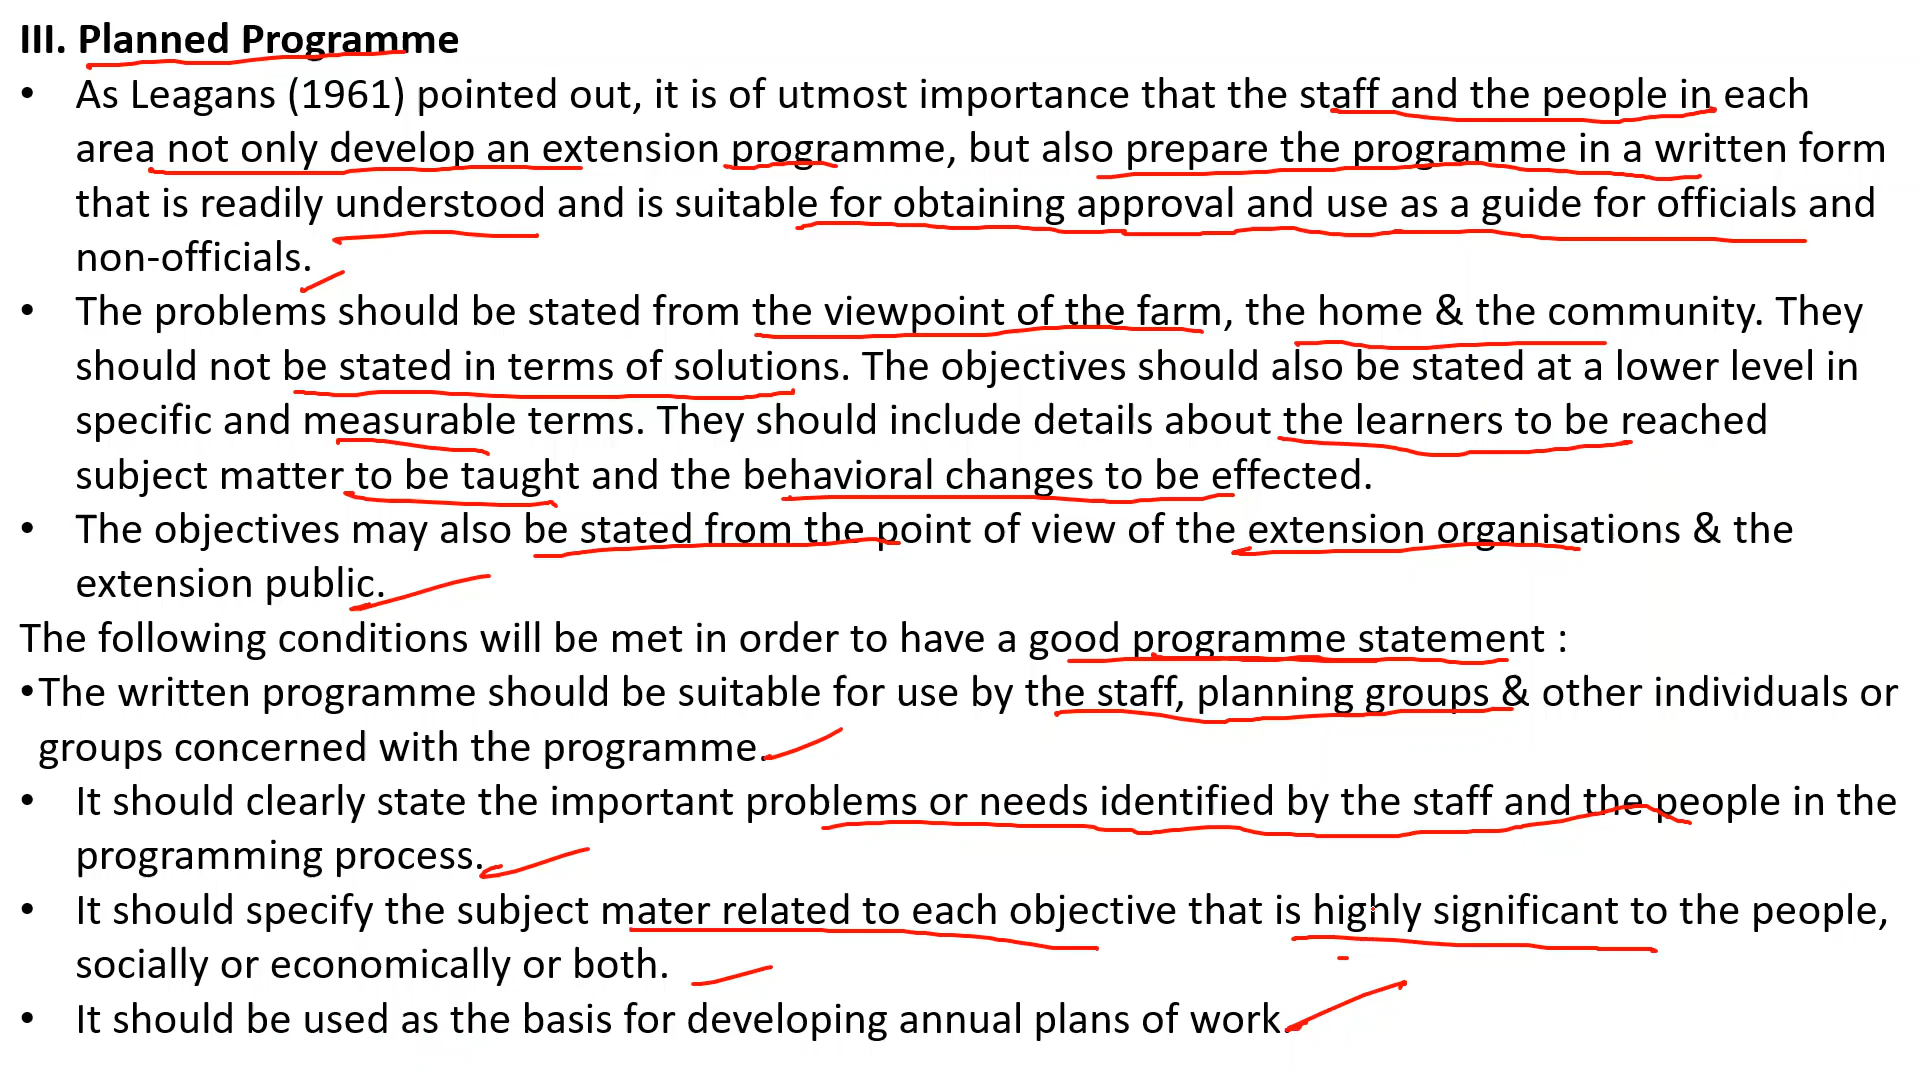 III. Planned Programme
• As Leagans (1961) pointed out, it is of utmost importance that the staff and the people in each
area not only develop an extension programme, but also prepare the programme in a written form
that is readily understood and is suitable for obtaining approval and use as a guide for officials and
non-officials.
• The problems should be stated from the viewpoint of the farm, the home & the community. They
should not be stated in terms of solutions. The objectives should also be stated at a lower level in
specific and measurable terms. They should include details about the learners to be reached
subject matter to be taught and the behavioral changes to be effected.
• The objectives may also be stated from the point of view of the extension organisations & the
extension public.
The following conditions will be met in order to have a good programme statement :
•The written programme should be suitable for use by the staff, planning groups & other individuals or
groups concerned with the programme.
• It should clearly state the important problems or needs identified by the staff and the people in the
programming process.
• It should specify the subject mater related to each objective that is highly significant to the people,
socially or economically or both.
• It should be used as the basis for developing annual plans of work.